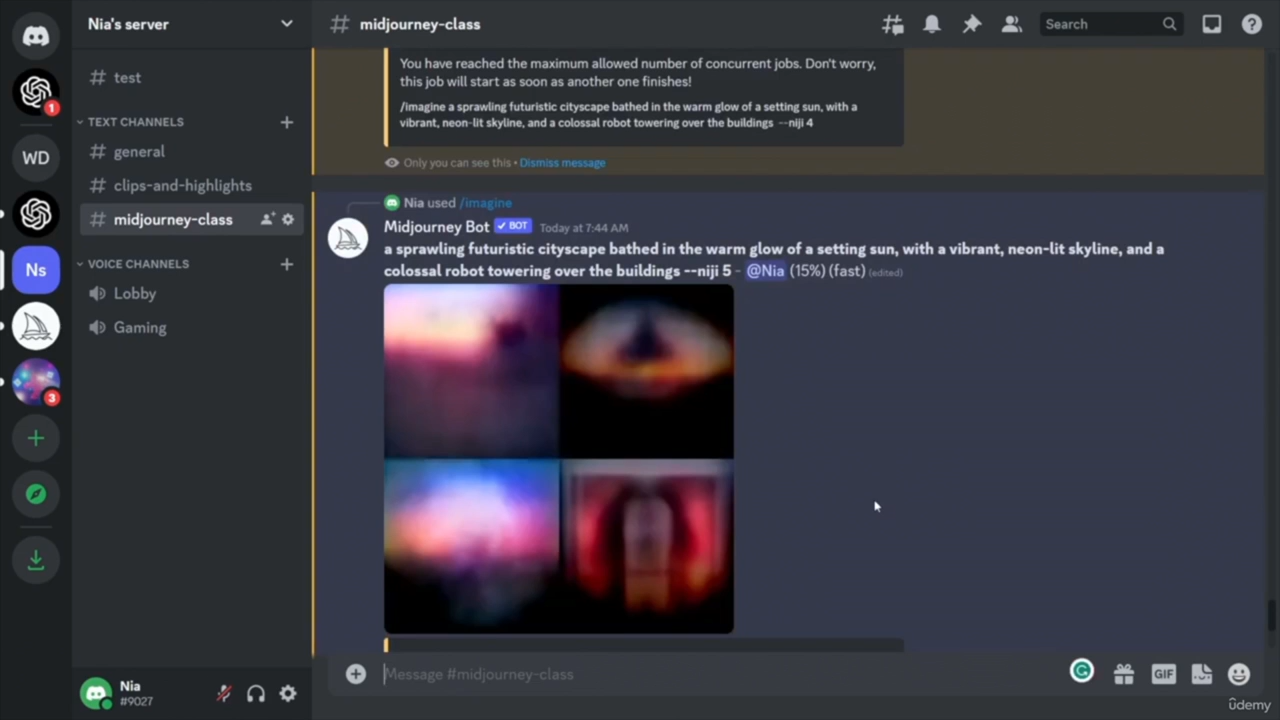 Nia's server
midjourney-class
Search
test
TEXT CHANNELS
general
clips-and-highlights
midjourney-class
VOICE CHANNELS
Lobby
Gaming
1
WD
Ns
3
You have reached the maximum allowed number of concurrent jobs. Don't worry,
this job will start as soon as another one finishes!
/imagine a sprawling futuristic cityscape bathed in the warm glow of a setting sun, with a
vibrant, neon-lit skyline, and a colossal robot towering over the buildings --niji 4
Only you can see this • Dismiss message
Nia used /imagine
Midjourney Bot ✓ BOT Today at 7:44 AM
a sprawling futuristic cityscape bathed in the warm glow of a setting sun, with a vibrant, neon-lit skyline, and a
colossal robot towering over the buildings --niji 5 - @Nia (15%) (fast) (edited)
Message #midjourney-class
GIF
Nia
#9027
ûdemy